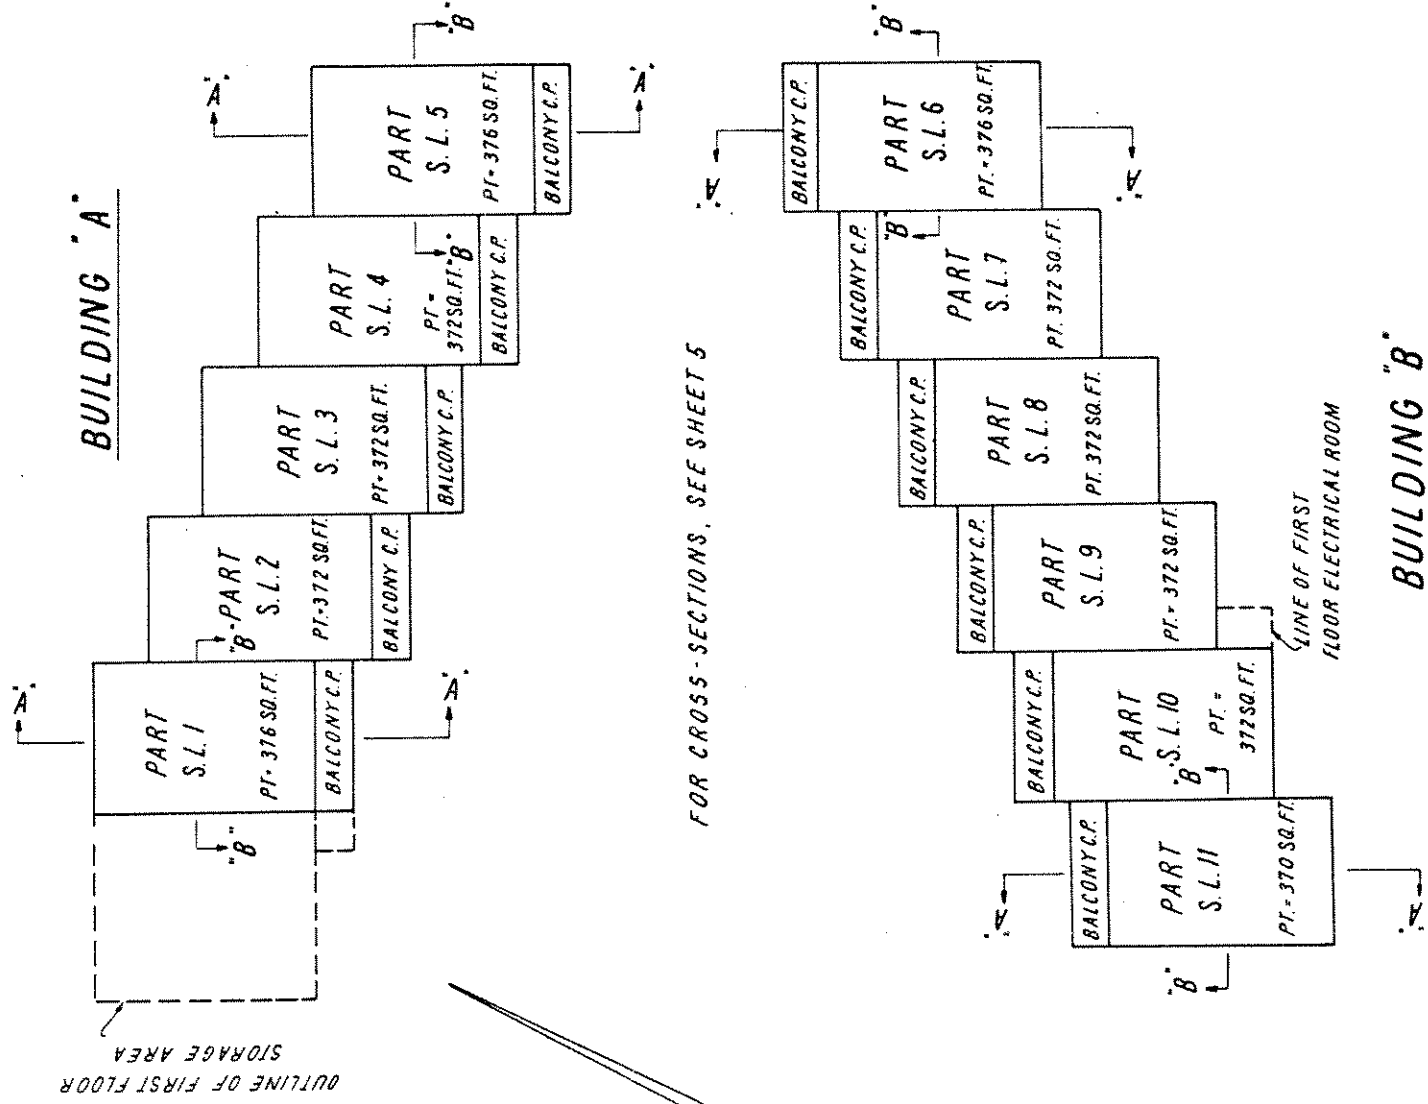 BUILDING "A"
"A"
"B"
PART
S.L.5
PT= 376 SQ.FT.
BALCONY C.P.
"A"
PART
S.L.4
PT =
372SQ.FT.
"B"
BALCONY C.P.
PART
S.L.3
PT=372SQ.FT.
BALCONY C.P.
"B"
PART
S.L.2
PT.=372 SQ.FT.
BALCONY C.P.
"A"
PART
S.L.1
PT= 376 SQ.FT.
BALCONY C.P.
"A"
"B"
OUTLINE OF FIRST FLOOR
STORAGE AREA
FOR CROSS-SECTIONS, SEE SHEET 5
"B"
"A"
BALCONY C.P.
PART
S.L.6
PT.= 376 SQ.FT.
"A"
BALCONY C.P.
"B"
PART
S.L.7
PT. 372 SQ.FT.
BALCONY C.P.
PART
S.L.8
PT. 372 SQ.FT.
BALCONY C.P.
PART
S.L.9
PT.= 372 SQ.FT.
LINE OF FIRST
FLOOR ELECTRICAL ROOM
BALCONY C.P.
PART
S.L.10
PT. =
372 SQ.FT.
"B"
"A"
BALCONY C.P.
PART
S.L.11
PT.= 370 SQ.FT.
"A"
"B"
BUILDING "B"